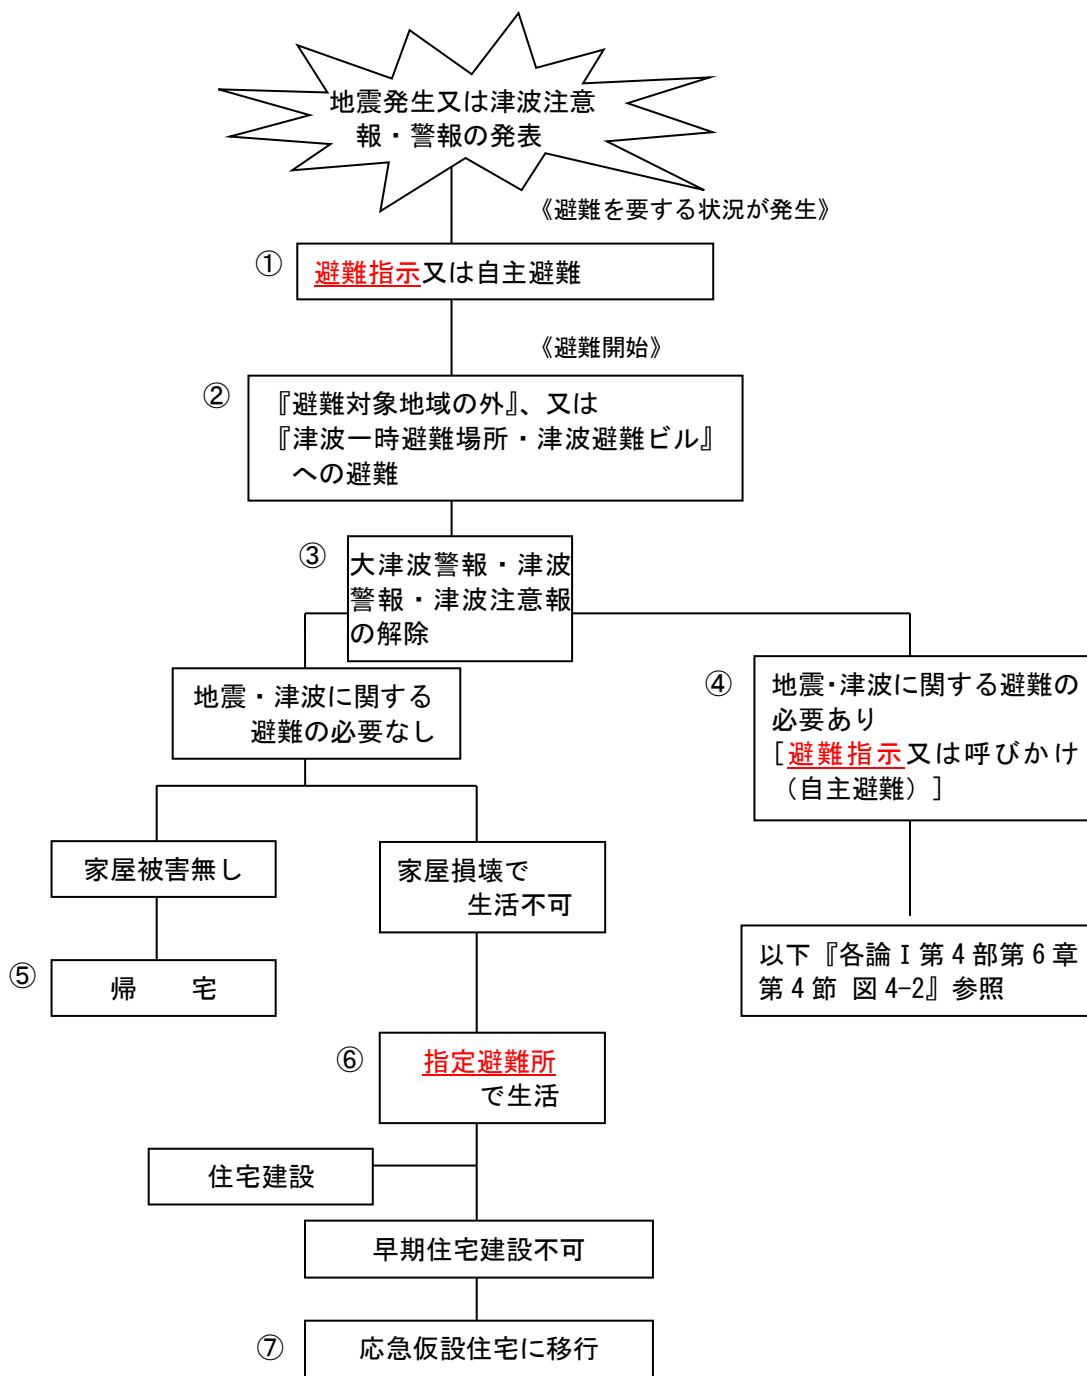 地震発生又は津波注意
報・警報の発表
《避難を要する状況が発生》
①
避難指示又は自主避難
《避難開始》
②
『避難対象地域の外』、又は
『津波一時避難場所・津波避難ビル』
への避難
③
大津波警報・津波
警報・津波注意報
の解除
地震・津波に関する
避難の必要なし
④
地震・津波に関する避難の
必要あり
［避難指示又は呼びかけ
（自主避難）］
家屋被害無し
家屋損壊で
生活不可
以下『各論Ⅰ第4部第6章
第4節 図4-2』参照
⑤
帰　　宅
⑥
指定避難所
で生活
住宅建設
早期住宅建設不可
⑦
応急仮設住宅に移行